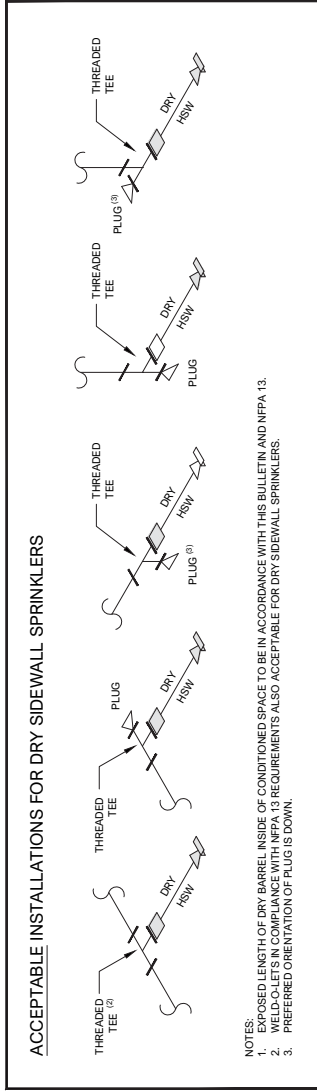 ACCEPTABLE INSTALLATIONS FOR DRY SIDEWALL SPRINKLERS
THREADED
TEE (2)
DRY
HSW
THREADED
TEE
PLUG
DRY
HSW
THREADED
TEE
PLUG (3)
DRY
HSW
THREADED
TEE
PLUG
DRY
HSW
THREADED
TEE
PLUG (3)
DRY
HSW
NOTES:
1. EXPOSED LENGTH OF DRY BARREL INSIDE OF CONDITIONED SPACE TO BE IN ACCORDANCE WITH THIS BULLETIN AND NFPA 13.
2. WELD-O-LETS IN COMPLIANCE WITH NFPA 13 REQUIREMENTS ALSO ACCEPTABLE FOR DRY SIDEWALL SPRINKLERS.
3. PREFERRED ORIENTATION OF PLUG IS DOWN.